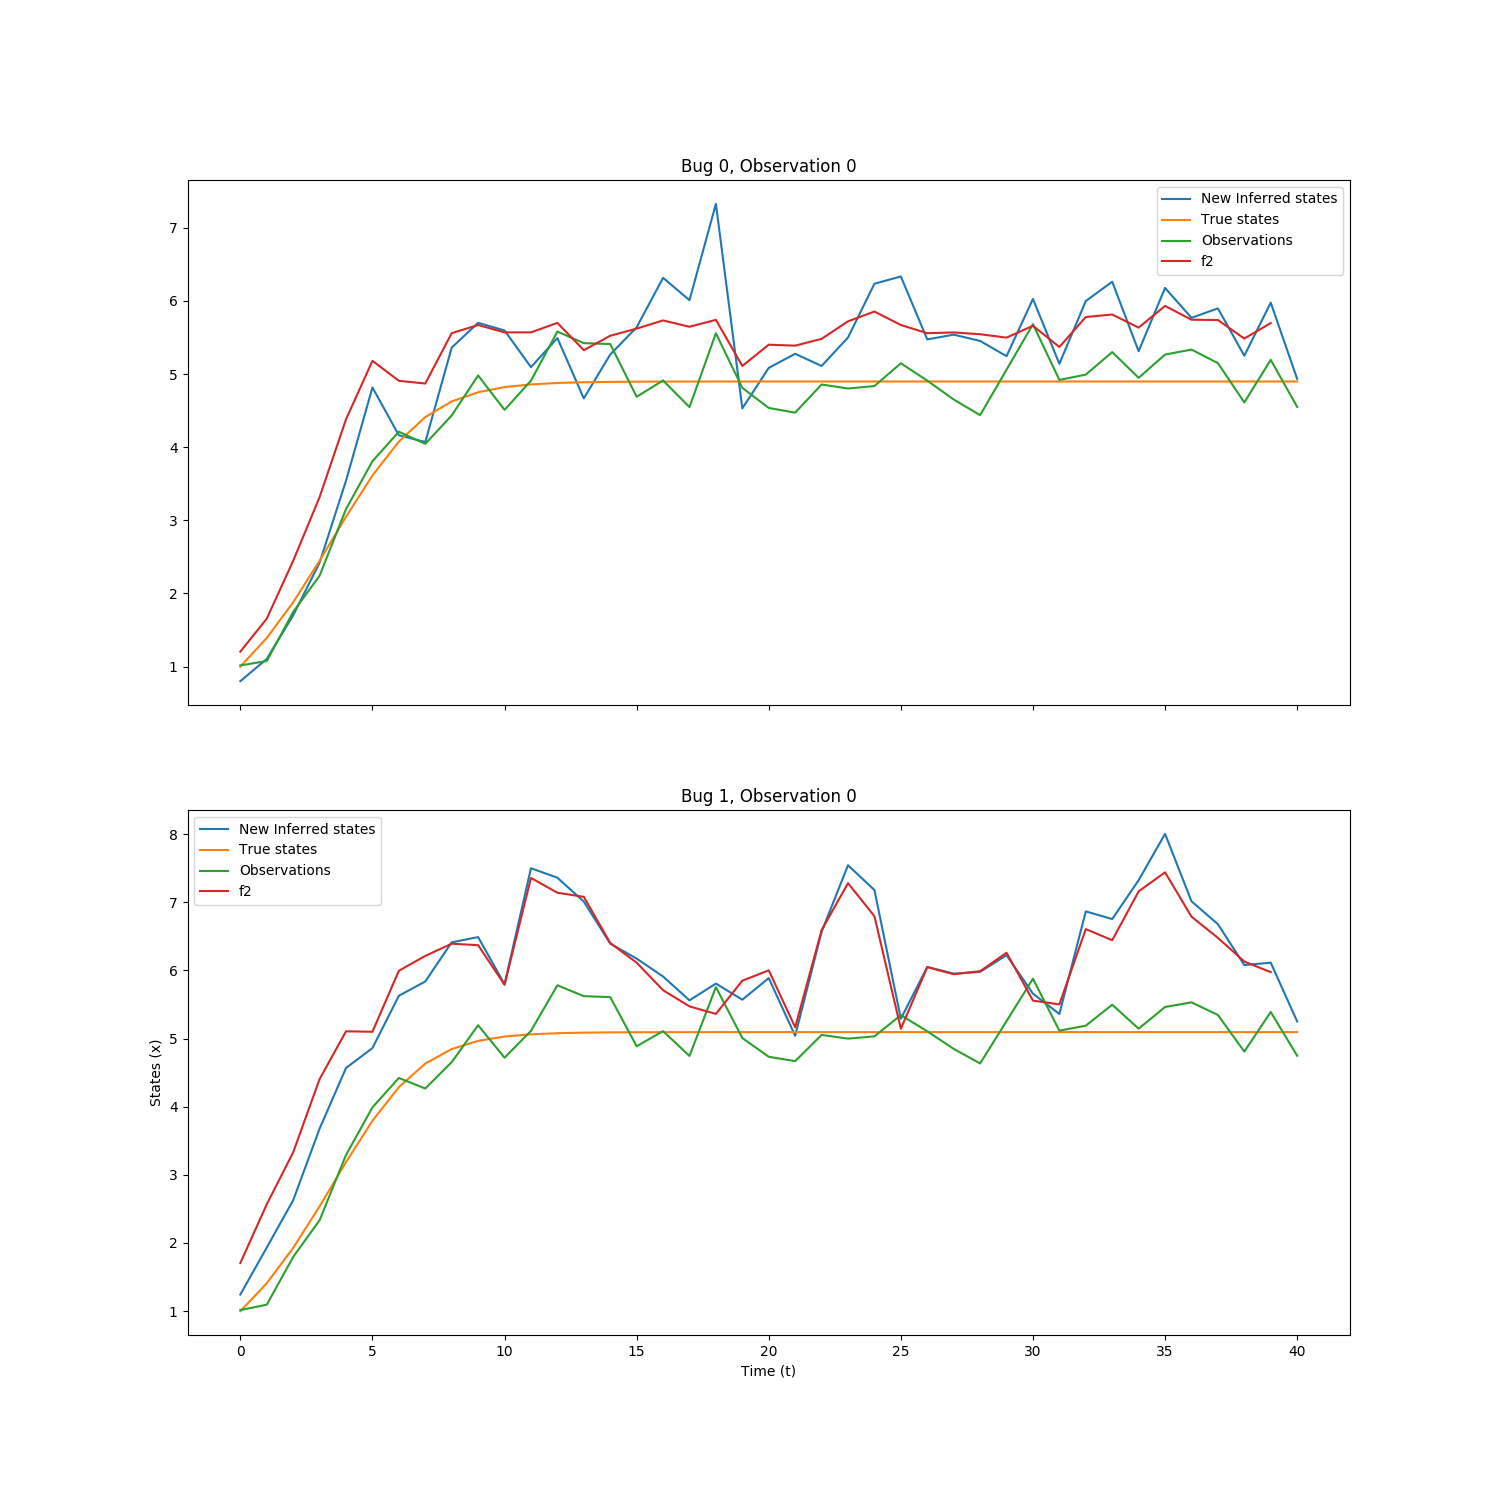 Bug 0, Observation 0
New Inferred states
True states
Observations
f2
7
6
5
4
3
2
1
Bug 1, Observation 0
New Inferred states
True states
Observations
f2
8
7
6
5
4
3
2
1
States (x)
0 5 10 15 20 25 30 35 40
Time (t)